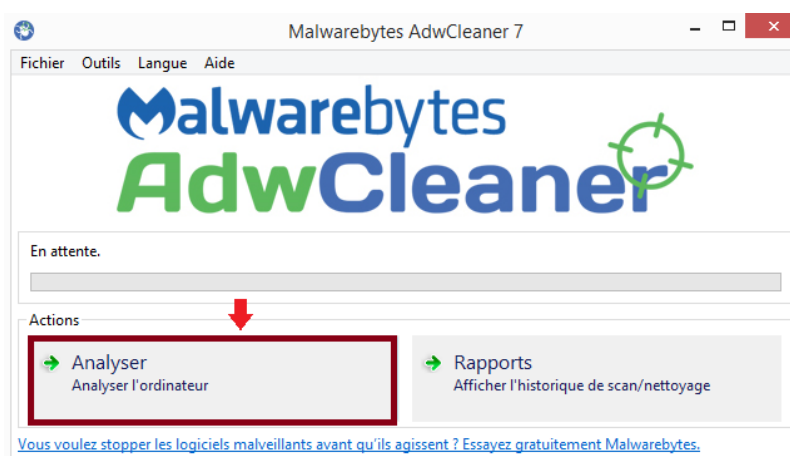 Malwarebytes AdwCleaner 7
Fichier Outils Langue Aide
Malwarebytes
AdwCleaner
En attente.
Actions
Analyser
Analyser l'ordinateur
Rapports
Afficher l'historique de scan/nettoyage
Vous voulez stopper les logiciels malveillants avant qu'ils agissent ? Essayez gratuitement Malwarebytes.